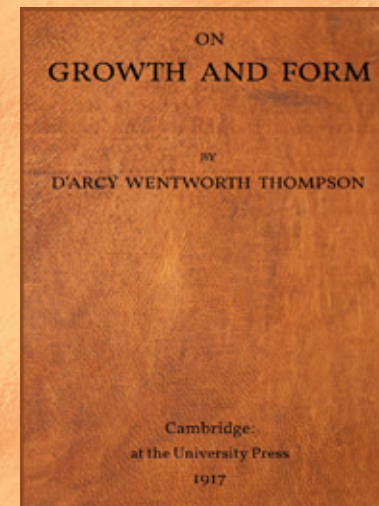 ON
GROWTH AND FORM
BY
D'ARCY WENTWORTH THOMPSON
Cambridge:
at the University Press
1917